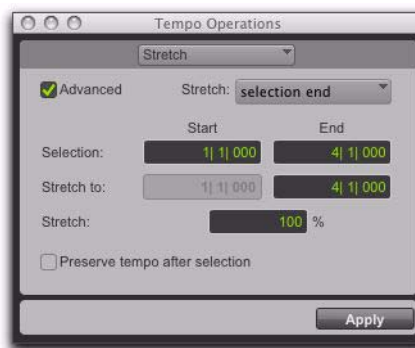 Tempo Operations
Stretch
Advanced Stretch: selection end
Start End
Selection: 1| 1| 000 4| 1| 000
Stretch to: 1| 1| 000 4| 1| 000
Stretch: 100 %
Preserve tempo after selection
Apply